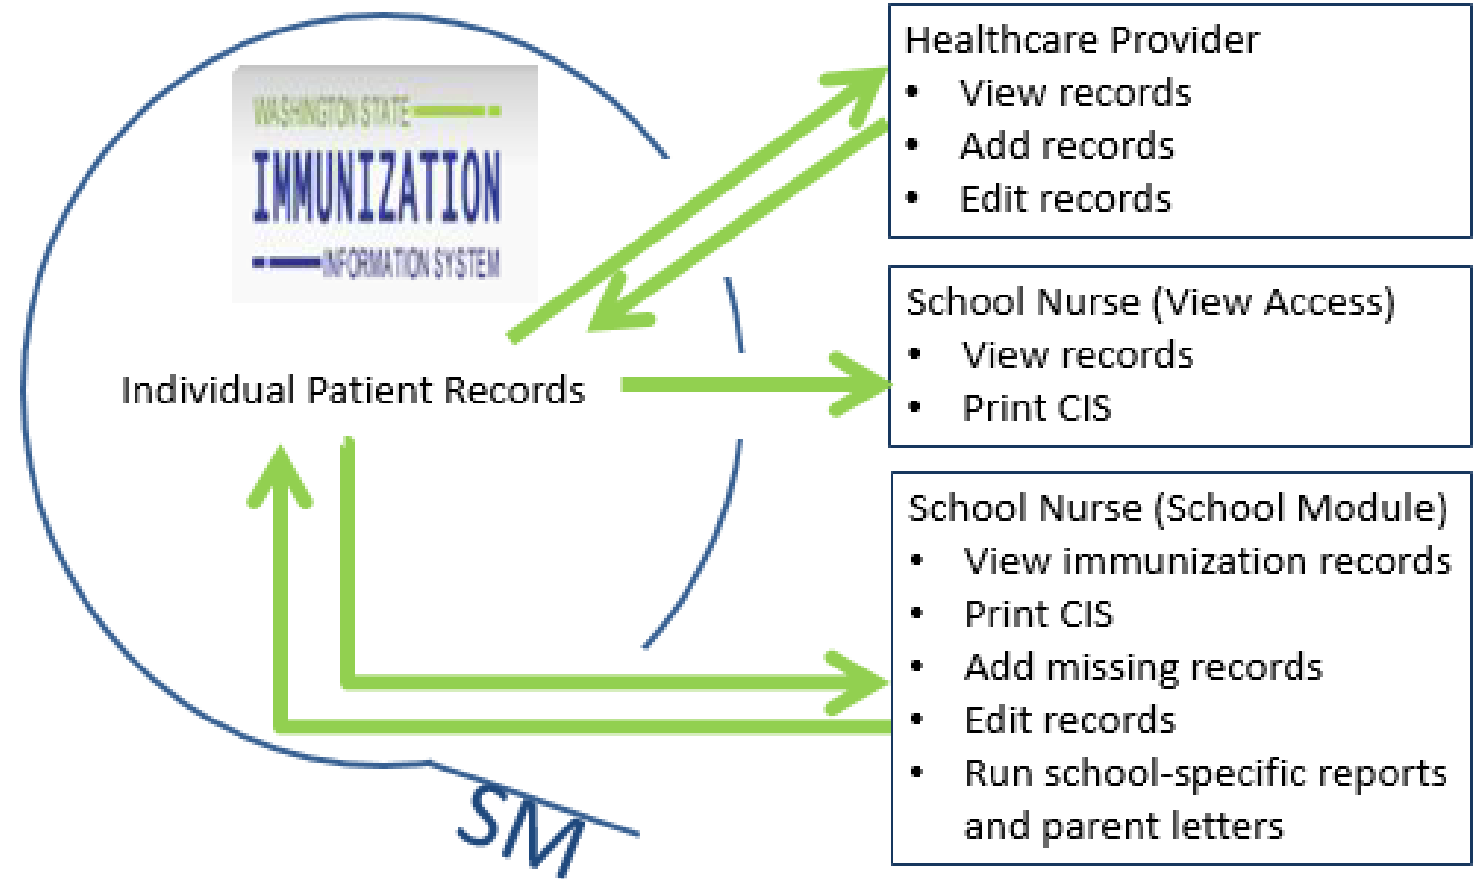 WASHINGTON STATE
IMMUNIZATION
INFORMATION SYSTEM
Individual Patient Records
SM
Healthcare Provider
• View records
• Add records
• Edit records
School Nurse (View Access)
• View records
• Print CIS
School Nurse (School Module)
• View immunization records
• Print CIS
• Add missing records
• Edit records
• Run school-specific reports
and parent letters